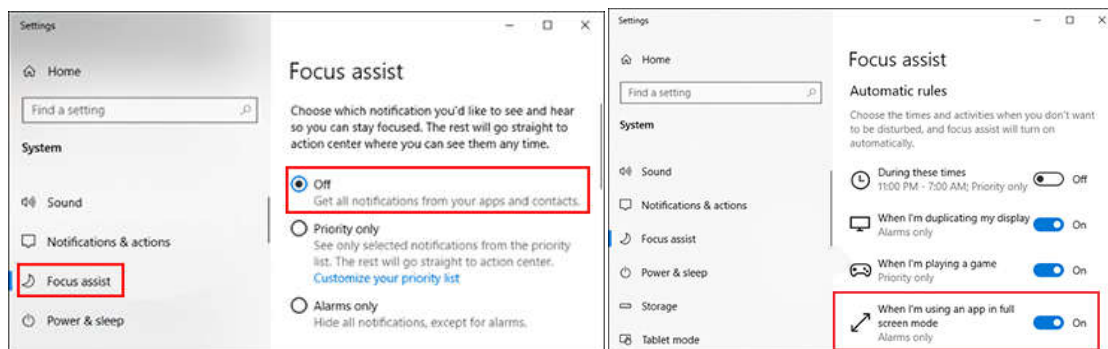 Settings
Home
Find a setting
System
Sound
Notifications & actions
Focus assist
Power & sleep
Focus assist
Choose which notification you'd like to see and hear
so you can stay focused. The rest will go straight to
action center where you can see them any time.
Off
Get all notifications from your apps and contacts.
Priority only
See only selected notifications from the priority
list. The rest will go straight to action center.
Customize your priority list
Alarms only
Hide all notifications, except for alarms.
Settings
Home
Find a setting
System
Sound
Notifications & actions
Focus assist
Power & sleep
Storage
Tablet mode
Focus assist
Automatic rules
Choose the times and activities when you don't want
to be disturbed, and focus assist will turn on
automatically.
During these times
11:00 PM - 7:00 AM; Priority only
Off
When I'm duplicating my display
Alarms only
On
When I'm playing a game
Priority only
On
When I'm using an app in full
screen mode
Alarms only
On